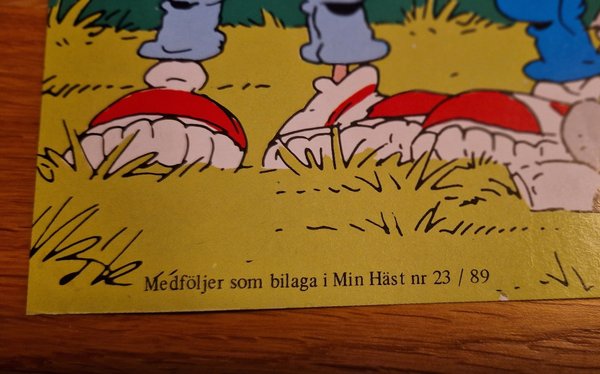 Medföljer som bilaga i Min Häst nr 23 / 89